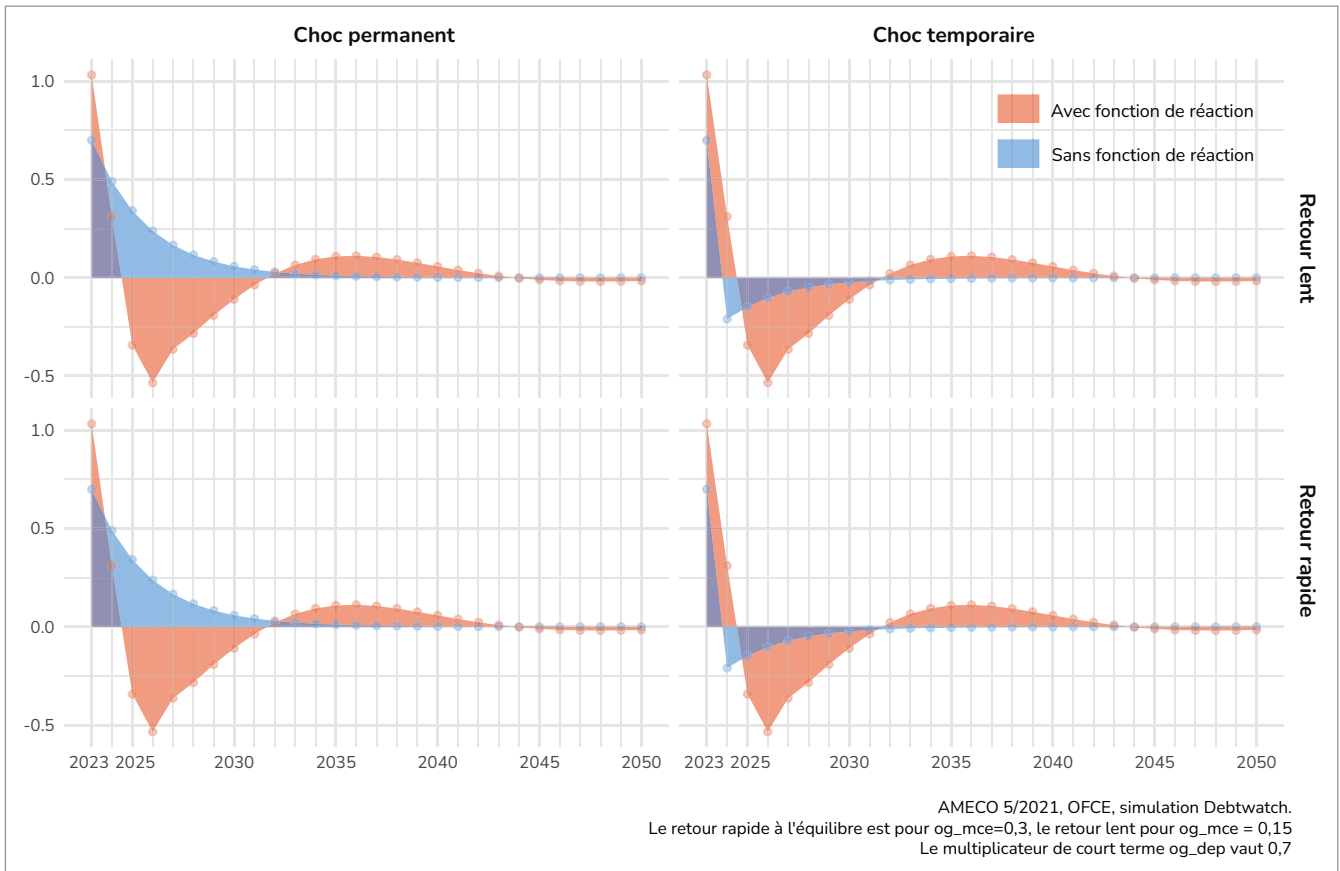 Choc permanent
Choc temporaire
1.0
0.5
0.0
-0.5
Avec fonction de réaction
Sans fonction de réaction
Retour lent
1.0
0.5
0.0
-0.5
Retour rapide
2023 2025 2030 2035 2040 2045 2050
2023 2025 2030 2035 2040 2045 2050
AMECO 5/2021, OFCE, simulation Debtwatch.
Le retour rapide à l'équilibre est pour og_mce=0,3, le retour lent pour og_mce = 0,15
Le multiplicateur de court terme og_dep vaut 0,7